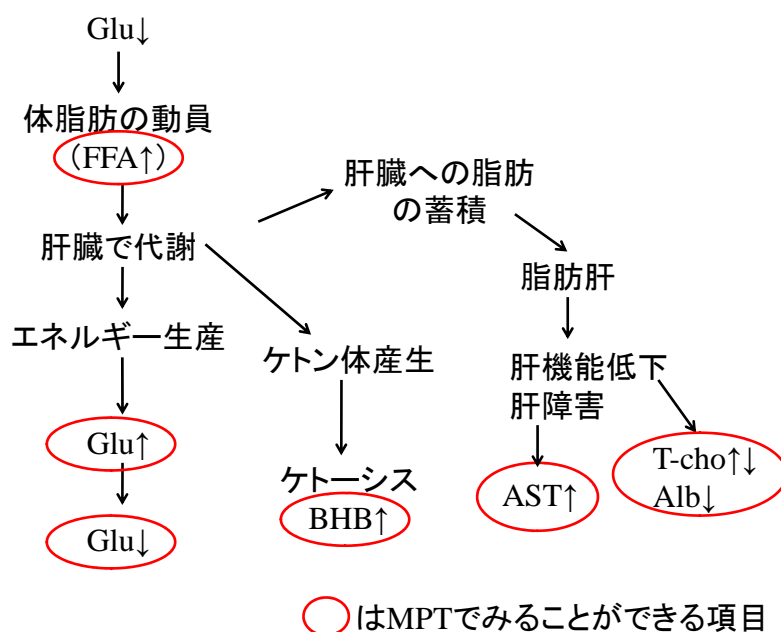 Glu↓
体脂肪の動員
(FFA↑)
肝臓で代謝
エネルギー生産
Glu↑
Glu↓
肝臓への脂肪
の蓄積
ケトン体産生
ケトーシス
BHB↑
脂肪肝
肝機能低下
肝障害
AST↑
T-cho↑↓
Alb↓
はMPTでみることができる項目